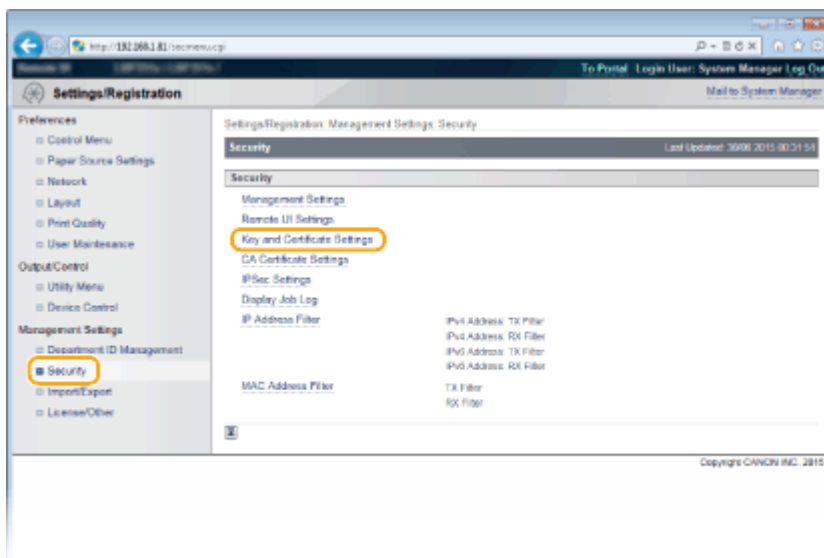 http://192.168.1.81/secmenu.cgi
To Portal Login User: System Manager Log Out
Settings/Registration
Mail to System Manager
Preferences
Control Menu
Paper Source Settings
Network
Layout
Print Quality
User Maintenance
Output/Control
Utility Menu
Device Control
Management Settings
Department ID Management
Security
Import/Export
License/Other
Settings/Registration: Management Settings: Security
Security
Last Updated: 30/06 2015 00:31:51
Security
Management Settings
Remote UI Settings
Key and Certificate Settings
CA Certificate Settings
IPSec Settings
Display Job Log
IP Address Filter
IPv4 Address: TX Filter
IPv4 Address: RX Filter
IPv6 Address: TX Filter
IPv6 Address: RX Filter
MAC Address Filter
TX Filter
RX Filter
Copyright CANON INC. 2015